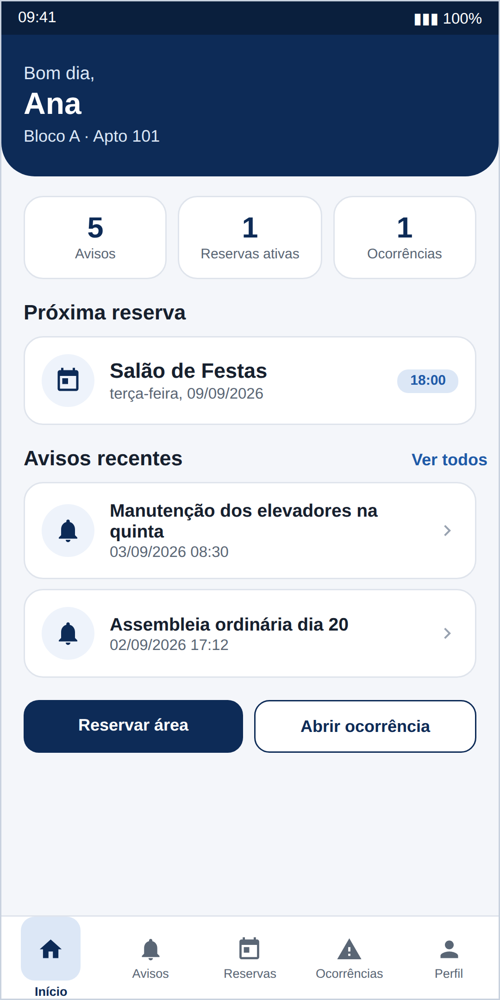 09:41
100%
Bom dia,
Ana
Bloco A · Apto 101
5
Avisos
1
Reservas ativas
1
Ocorrências
Próxima reserva
Salão de Festas
terça-feira, 09/09/2026
18:00
Avisos recentes
Ver todos
Manutenção dos elevadores na
quinta
03/09/2026 08:30
Assembleia ordinária dia 20
02/09/2026 17:12
Reservar área
Abrir ocorrência
Início
Avisos
Reservas
Ocorrências
Perfil